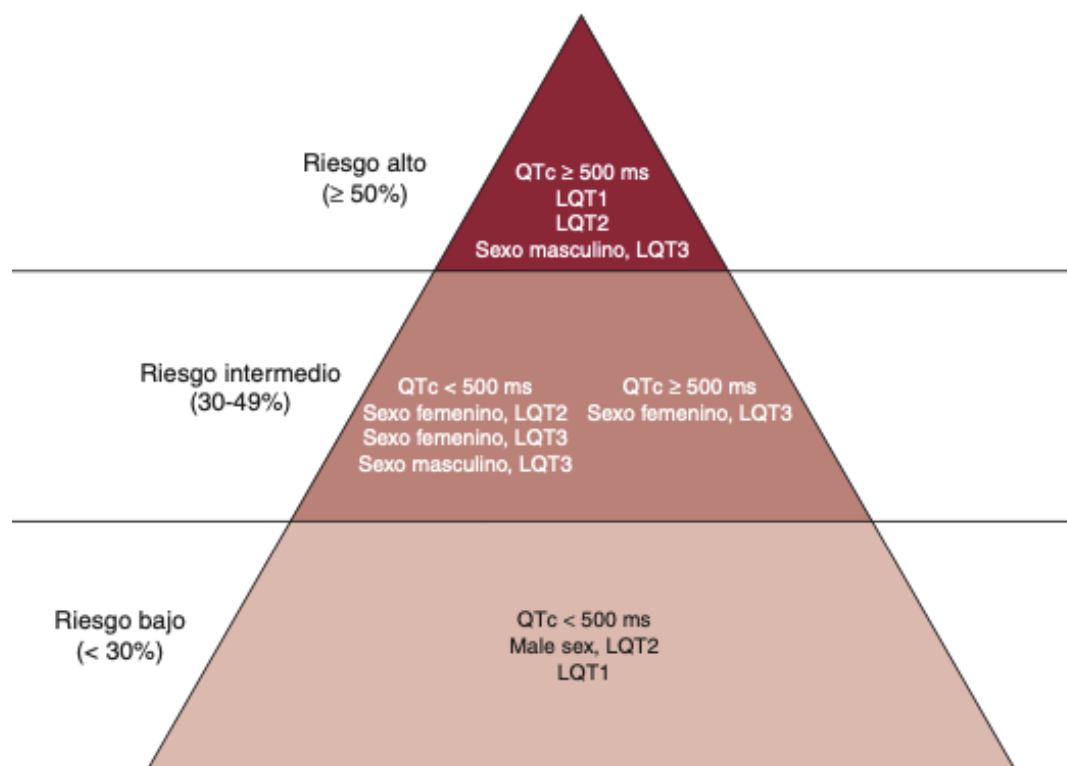 Riesgo alto
(≥ 50%)
QTc ≥ 500 ms
LQT1
LQT2
Sexo masculino, LQT3
Riesgo intermedio
(30-49%)
QTc < 500 ms
Sexo femenino, LQT2
Sexo femenino, LQT3
Sexo masculino, LQT3
QTc ≥ 500 ms
Sexo femenino, LQT3
Riesgo bajo
(< 30%)
QTc < 500 ms
Male sex, LQT2
LQT1